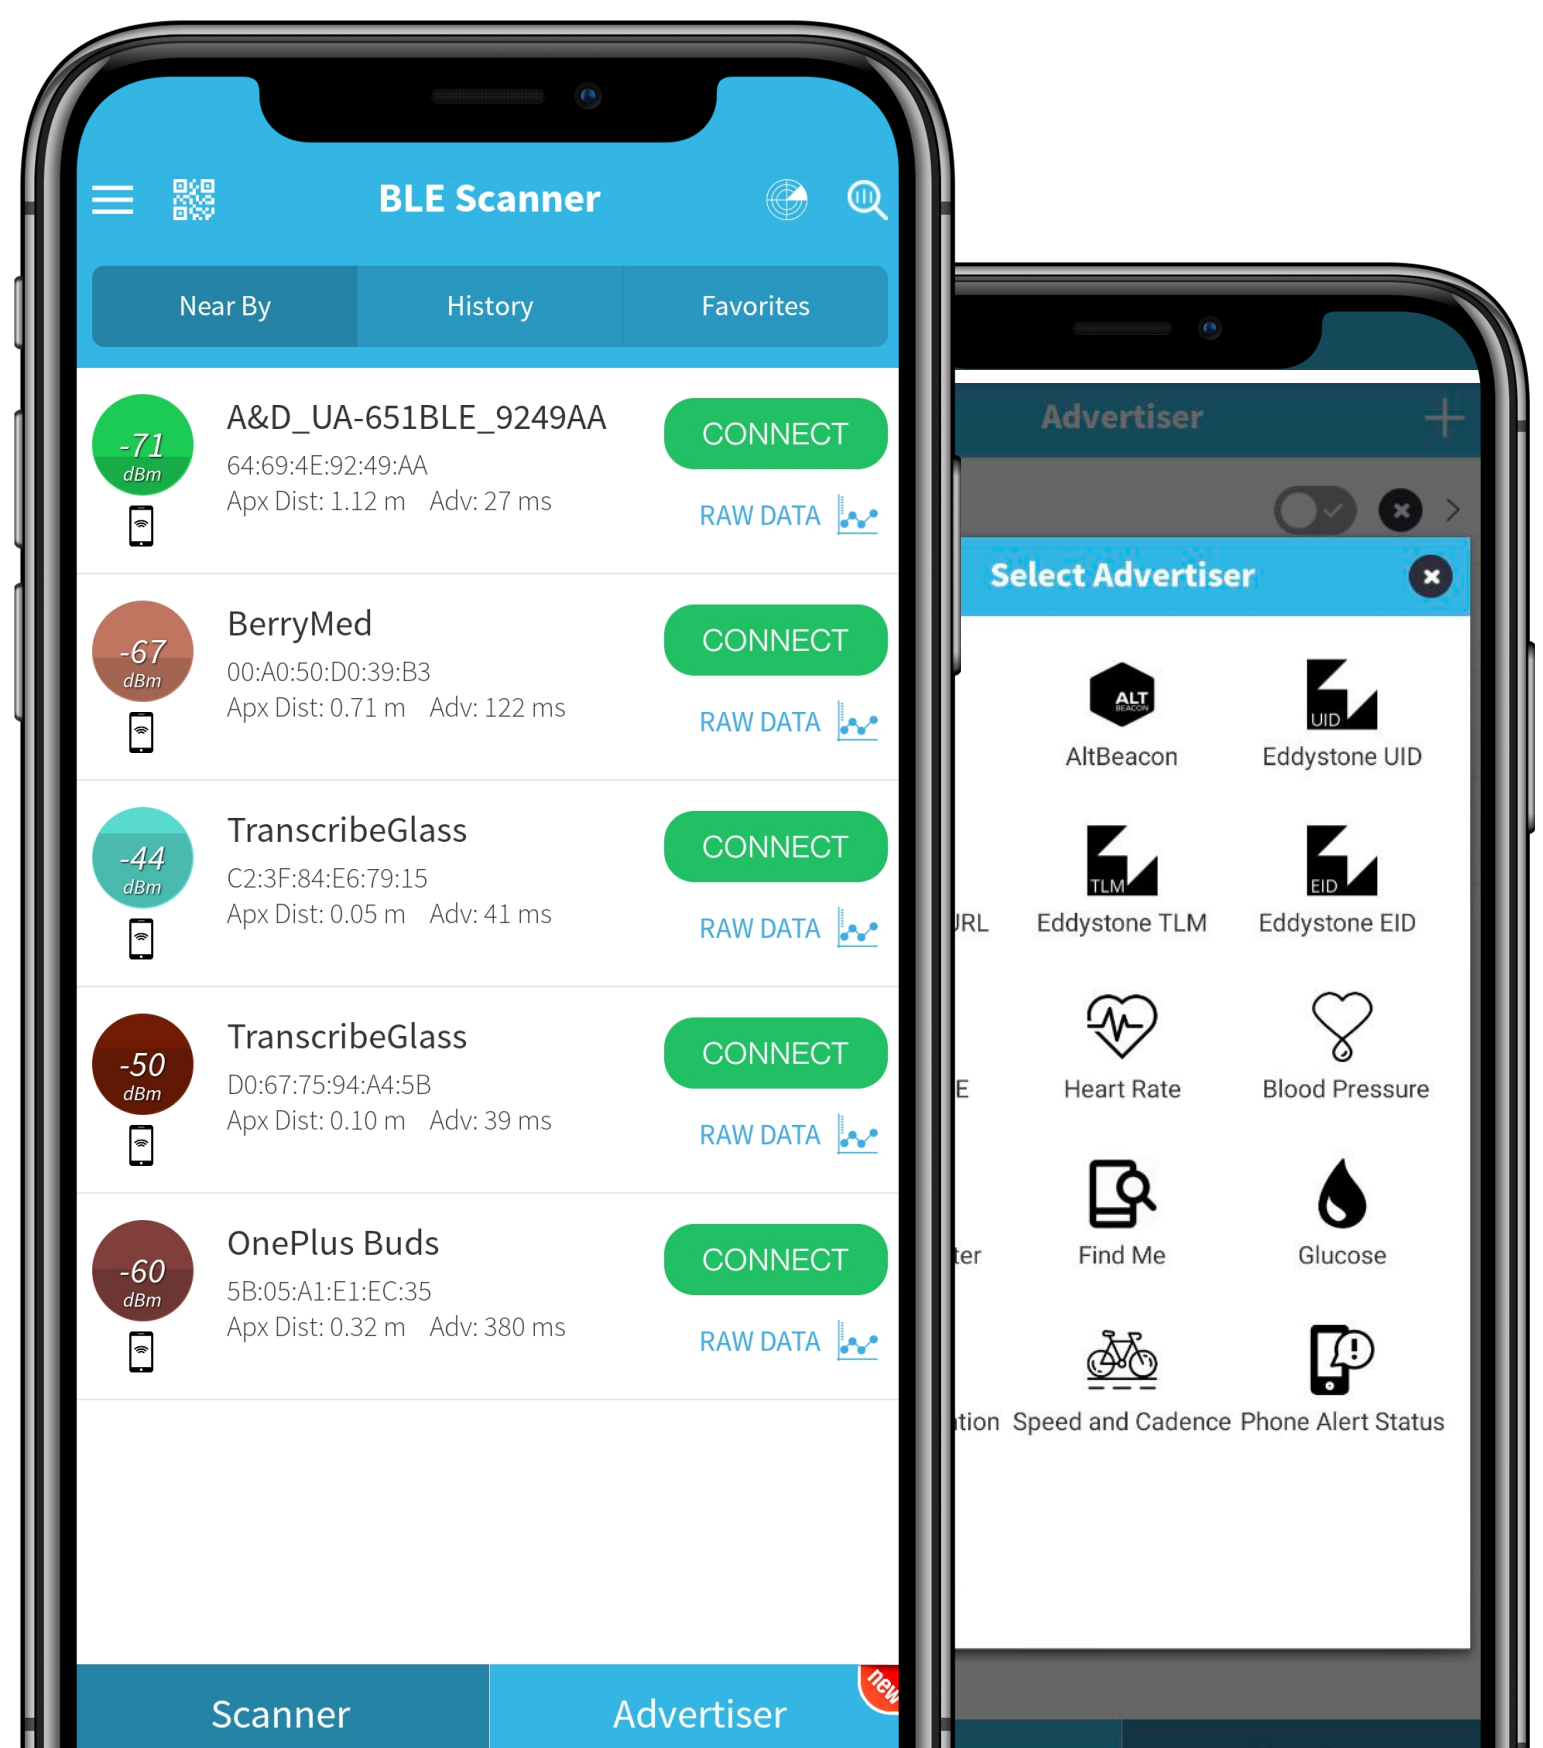 BLE Scanner
Near By
History
Favorites
-71
dBm
A&D_UA-651BLE_9249AA
64:69:4E:92:49:AA
Apx Dist: 1.12 m Adv: 27 ms
CONNECT
RAW DATA
-67
dBm
BerryMed
00:A0:50:D0:39:B3
Apx Dist: 0.71 m Adv: 122 ms
CONNECT
RAW DATA
-44
dBm
TranscribeGlass
C2:3F:84:E6:79:15
Apx Dist: 0.05 m Adv: 41 ms
CONNECT
RAW DATA
-50
dBm
TranscribeGlass
D0:67:75:94:A4:5B
Apx Dist: 0.10 m Adv: 39 ms
CONNECT
RAW DATA
-60
dBm
OnePlus Buds
5B:05:A1:E1:EC:35
Apx Dist: 0.32 m Adv: 380 ms
CONNECT
RAW DATA
Scanner
Advertiser
new
Advertiser
Select Advertiser
ALT
BEACON
AltBeacon
UID
Eddystone UID
TLM
Eddystone TLM
EID
Eddystone EID
Heart Rate
Blood Pressure
Find Me
Glucose
Speed and Cadence
Phone Alert Status